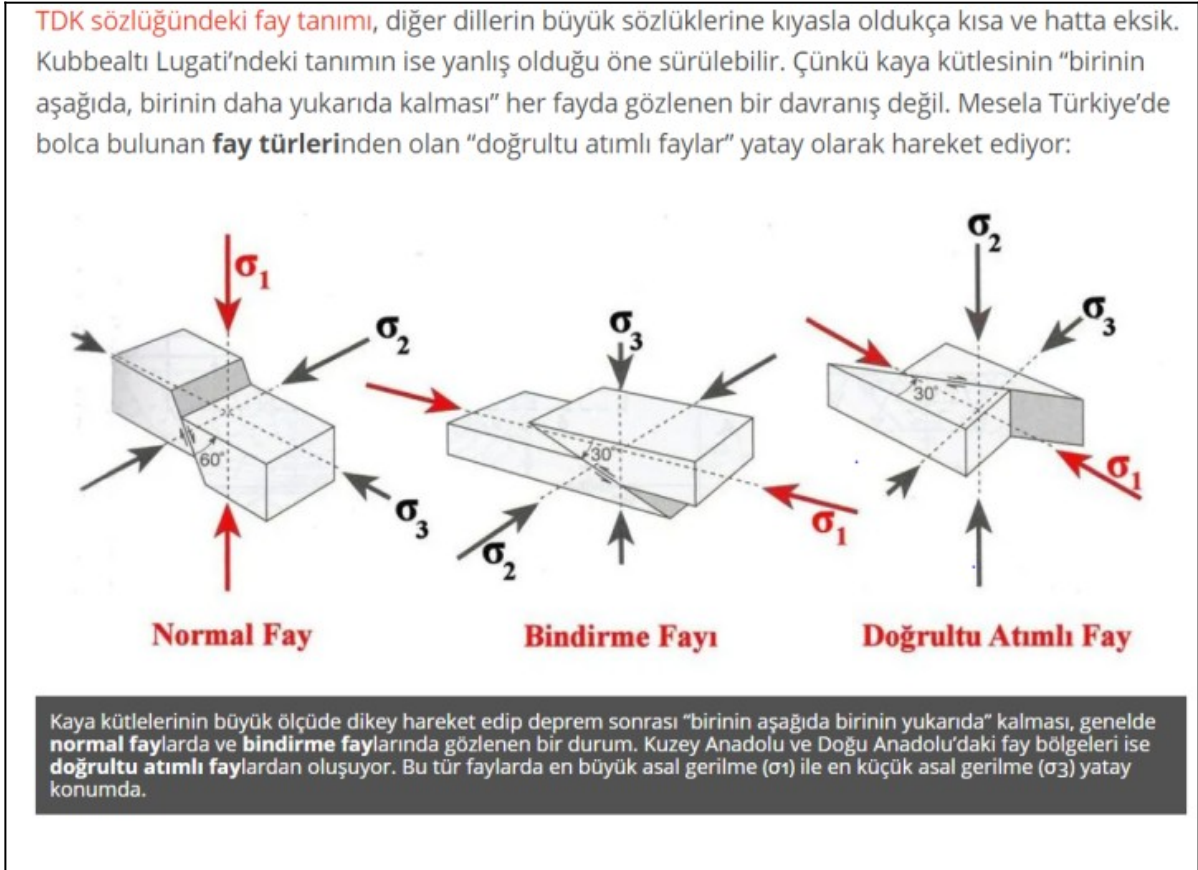 TDK sözlüğündeki fay tanımı, diğer dillerin büyük sözlüklerine kıyasla oldukça kısa ve hatta eksik.
Kubbealtı Lugati’ndeki tanımın ise yanlış olduğu öne sürülebilir. Çünkü kaya kütlesinin “birinin
aşağıda, birinin daha yukarıda kalması” her fayda gözlenen bir davranış değil. Mesela Türkiye’de
bolca bulunan fay türlerinden olan “doğrultu atımlı faylar” yatay olarak hareket ediyor:
σ1
σ2
60°
σ3
Normal Fay
σ3
30°
σ1
σ2
Bindirme Fayı
σ2
σ3
30°
σ1
Doğrultu Atımlı Fay
Kaya kütlelerinin büyük ölçüde dikey hareket edip deprem sonrası “birinin aşağıda birinin yukarıda” kalması, genelde
normal faylarda ve bindirme faylarında gözlenen bir durum. Kuzey Anadolu ve Doğu Anadolu’daki fay bölgeleri ise
doğrultu atımlı faylardan oluşuyor. Bu tür faylarda en büyük asal gerilme (σ1) ile en küçük asal gerilme (σ3) yatay
konumda.